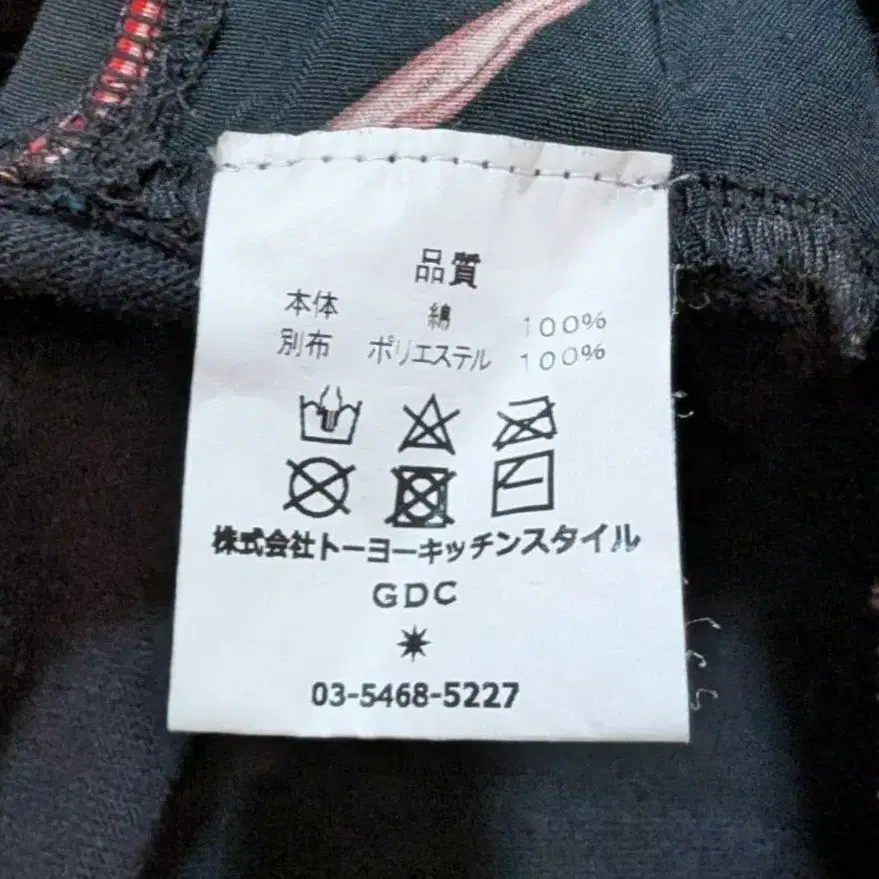 品質
本体 綿 100%
別布 ポリエステル 100%
株式会社トーヨーキッチンスタイル
GDC
03-5468-5227